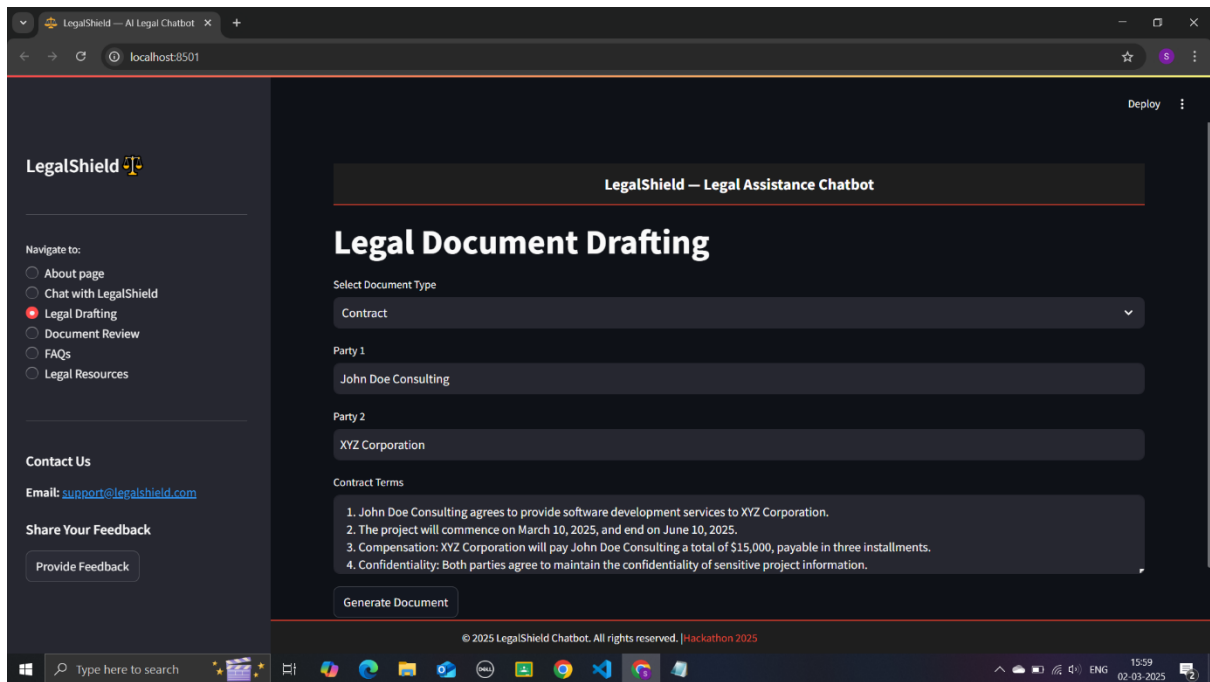 LegalShield — AI Legal Chatbot
localhost:8501
S
Deploy
LegalShield
Navigate to:
About page
Chat with LegalShield
Legal Drafting
Document Review
FAQs
Legal Resources
Contact Us
Email: support@legalshield.com
Share Your Feedback
Provide Feedback
LegalShield — Legal Assistance Chatbot
Legal Document Drafting
Select Document Type
Contract
Party 1
John Doe Consulting
Party 2
XYZ Corporation
Contract Terms
1. John Doe Consulting agrees to provide software development services to XYZ Corporation.
2. The project will commence on March 10, 2025, and end on June 10, 2025.
3. Compensation: XYZ Corporation will pay John Doe Consulting a total of $15,000, payable in three installments.
4. Confidentiality: Both parties agree to maintain the confidentiality of sensitive project information.
Generate Document
© 2025 LegalShield Chatbot. All rights reserved. |Hackathon 2025
Type here to search
DELL
S
ENG
15:59
02-03-2025
2